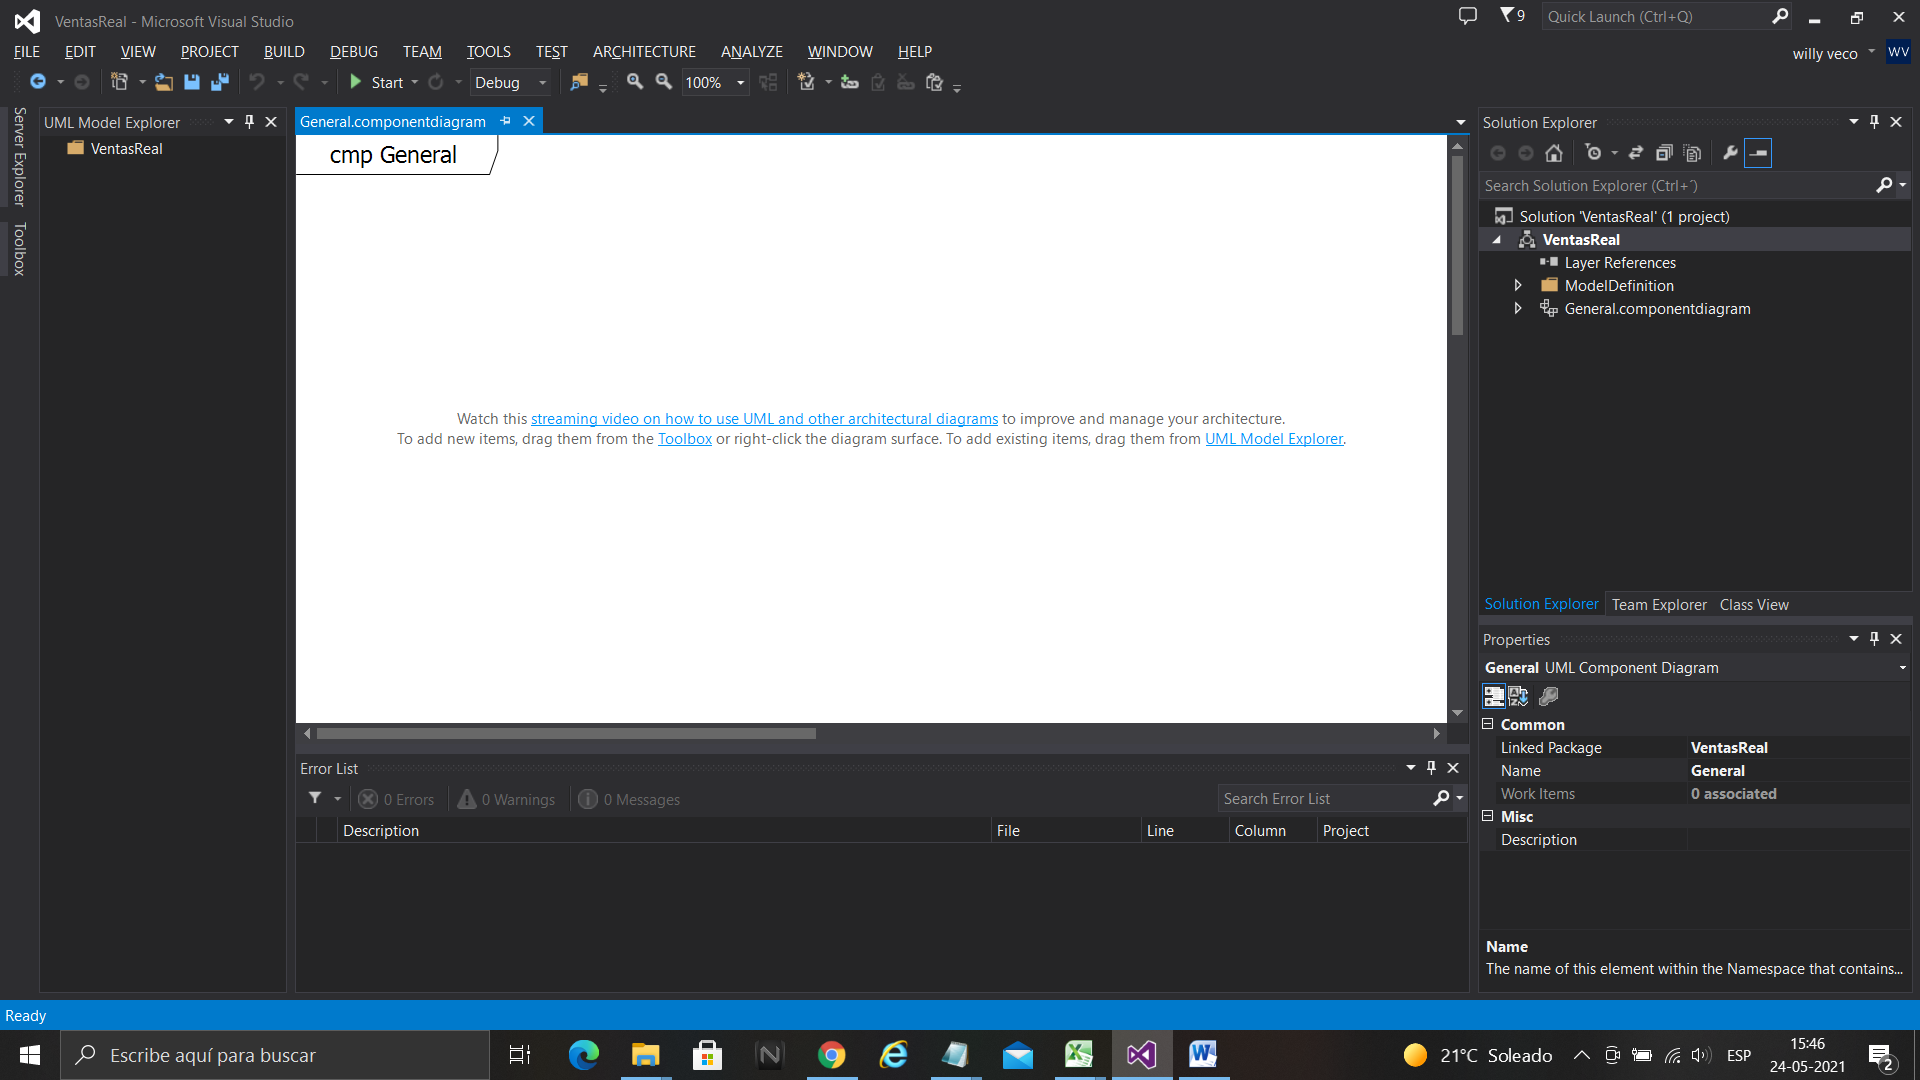 VentasReal - Microsoft Visual Studio
9
Quick Launch (Ctrl+Q)
FILE EDIT VIEW PROJECT BUILD DEBUG TEAM TOOLS TEST ARCHITECTURE ANALYZE WINDOW HELP
willy veco WV
Start Debug 100%
Server Explorer
Toolbox
UML Model Explorer
VentasReal
General.componentdiagram
cmp General
Watch this streaming video on how to use UML and other architectural diagrams to improve and manage your architecture.
To add new items, drag them from the Toolbox or right-click the diagram surface. To add existing items, drag them from UML Model Explorer.
Error List
0 Errors 0 Warnings 0 Messages
Search Error List
Description File Line Column Project
Solution Explorer
Search Solution Explorer (Ctrl+´)
Solution 'VentasReal' (1 project)
VentasReal
Layer References
ModelDefinition
General.componentdiagram
Solution Explorer Team Explorer Class View
Properties
General UML Component Diagram
Common
Linked Package VentasReal
Name General
Work Items 0 associated
Misc
Description
Name
The name of this element within the Namespace that contains...
Ready
Escribe aquí para buscar
21°C Soleado
ESP
15:46
24-05-2021
2